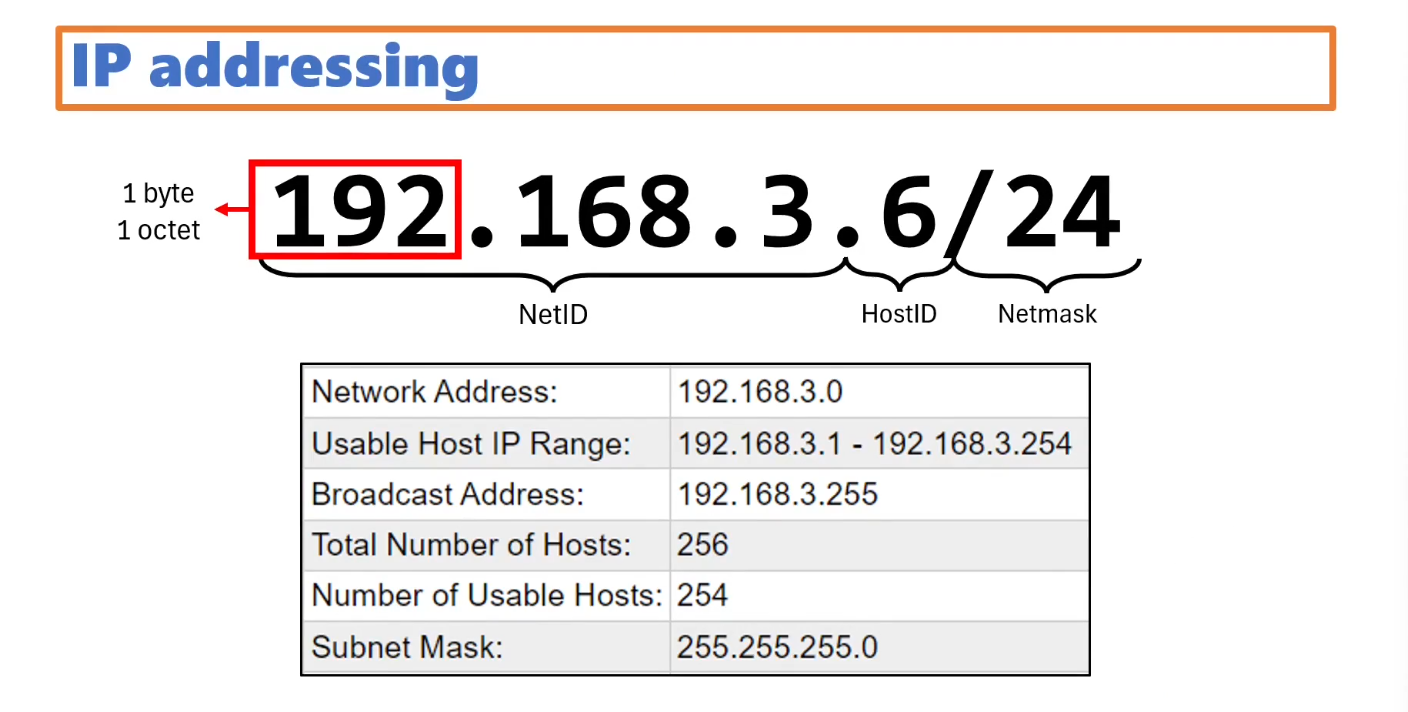 IP addressing
1 byte
1 octet
192.168.3.6/24
NetID
HostID
Netmask
Network Address: 192.168.3.0
Usable Host IP Range: 192.168.3.1 - 192.168.3.254
Broadcast Address: 192.168.3.255
Total Number of Hosts: 256
Number of Usable Hosts: 254
Subnet Mask: 255.255.255.0